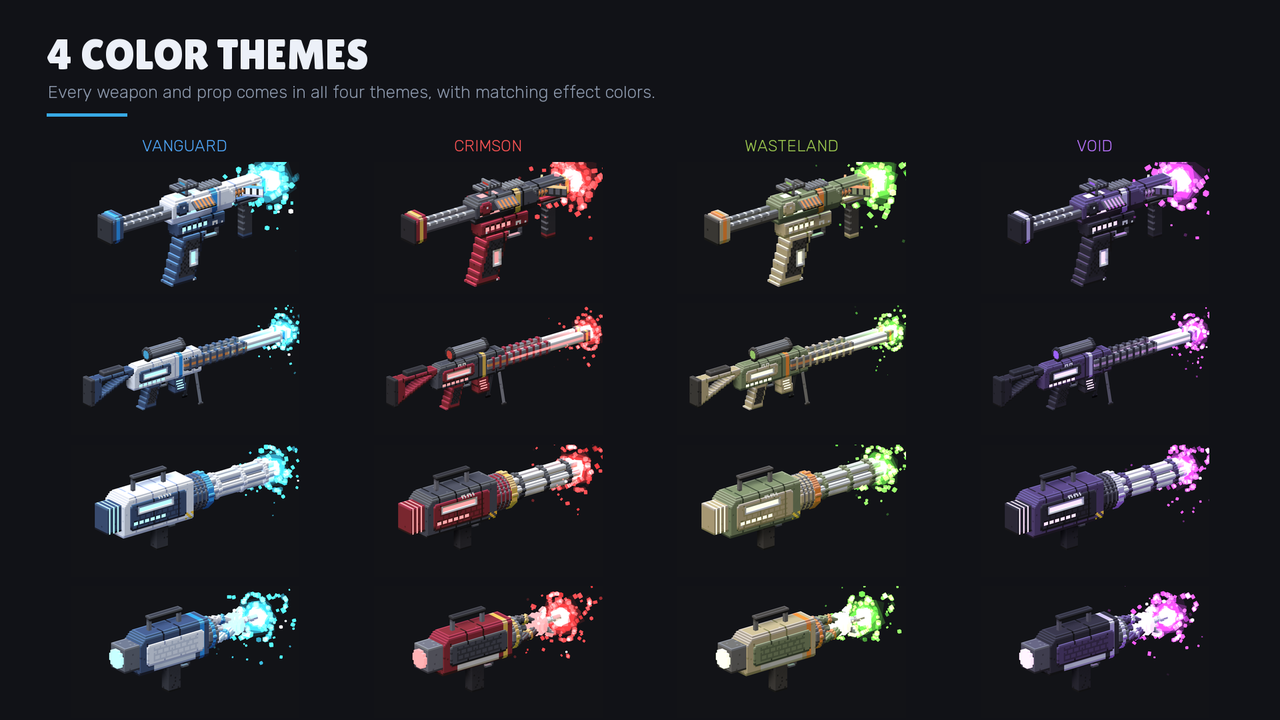 4 COLOR THEMES
Every weapon and prop comes in all four themes, with matching effect colors.
VANGUARD CRIMSON WASTELAND VOID